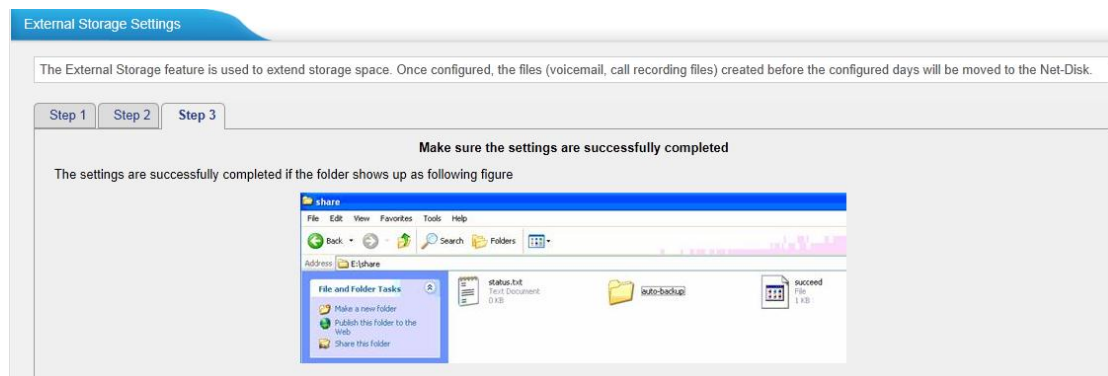 External Storage Settings
The External Storage feature is used to extend storage space. Once configured, the files (voicemail, call recording files) created before the configured days will be moved to the Net-Disk.
Step 1 Step 2 Step 3
Make sure the settings are successfully completed
The settings are successfully completed if the folder shows up as following figure
share
File Edit View Favorites Tools Help
Back Search Folders
Address E:\share
File and Folder Tasks
Make a new folder
Publish this folder to the
Web
Share this folder
status.txt
Text Document
0 KB
auto-backup
succeed
File
1 KB